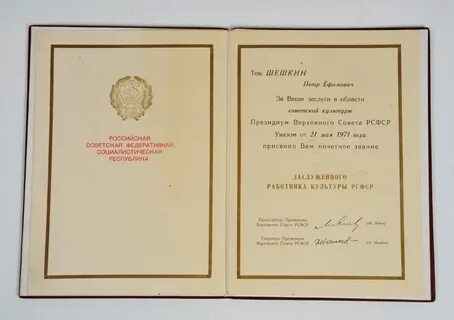 РОССИЙСКАЯ
СОВЕТСКАЯ ФЕДЕРАТИВНАЯ
СОЦИАЛИСТИЧЕСКАЯ
РЕСПУБЛИКА
Тов. ШЕШКИН
Петр Ефимович
За Ваши заслуги в области
советской культуры
Президиум Верховного Совета РСФСР
Указом от 21 мая 1971 года
присвоил Вам почетное звание
ЗАСЛУЖЕННОГО
РАБОТНИКА КУЛЬТУРЫ РСФСР
Председатель Президиума
Верховного Совета РСФСР
Секретарь Президиума
Верховного Совета РСФСР